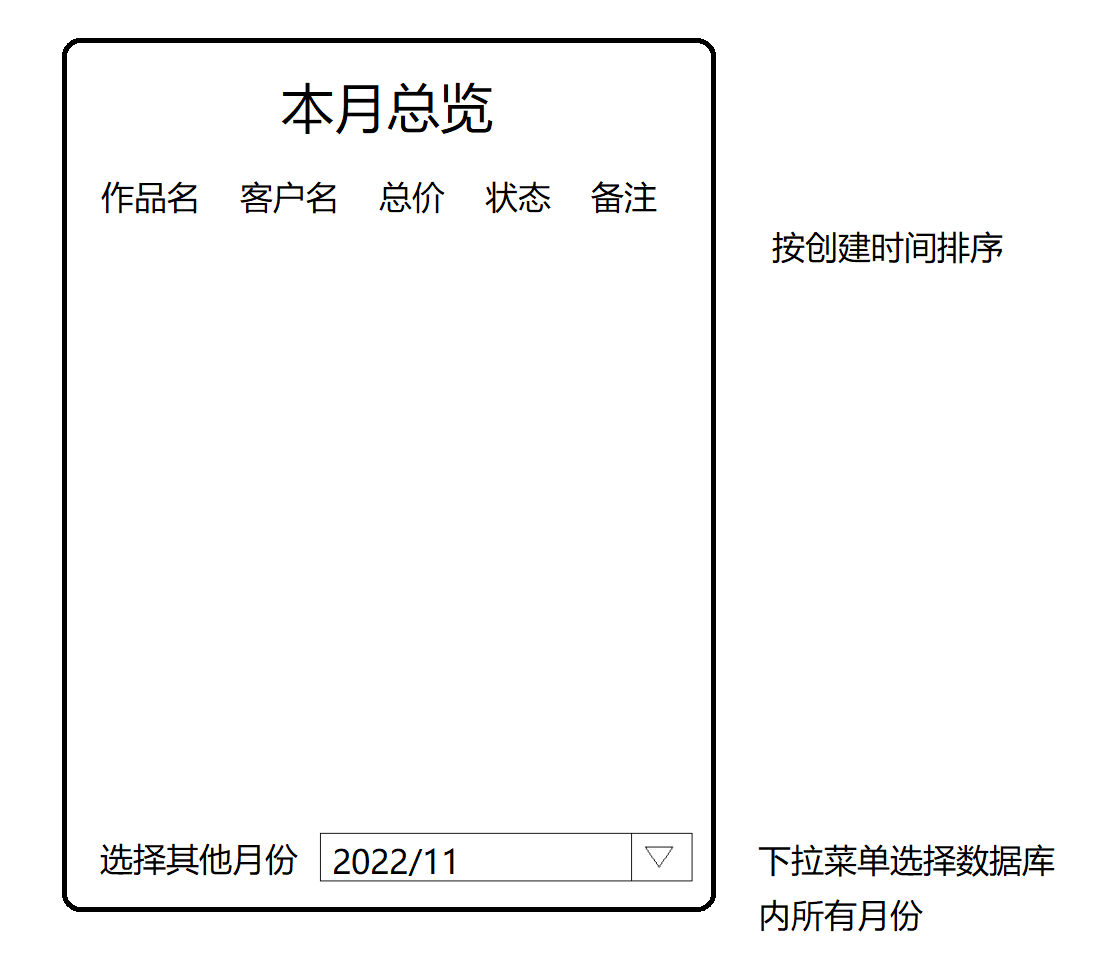 本月总览
作品名 客户名 总价 状态 备注
按创建时间排序
选择其他月份 2022/11
下拉菜单选择数据库
内所有月份